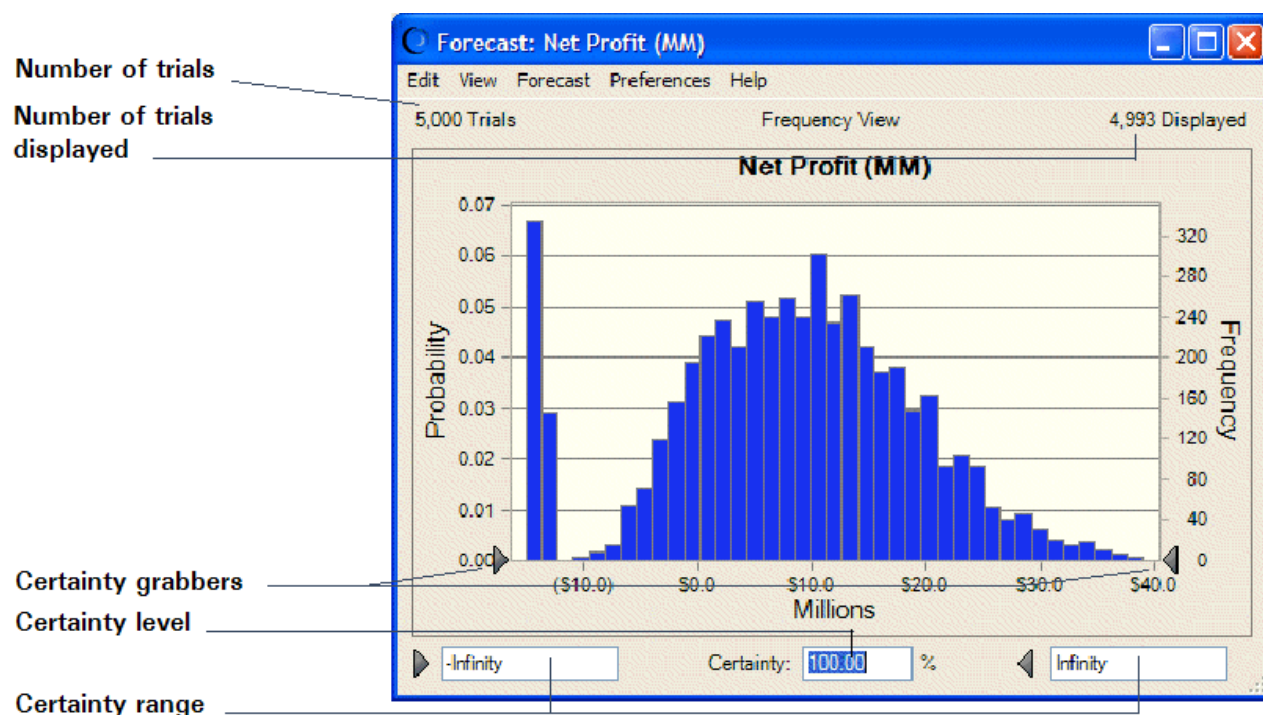 Forecast: Net Profit (MM)
Number of trials
Edit View Forecast Preferences Help
Number of trials
displayed
5,000 Trials
Frequency View
4,993 Displayed
Net Profit (MM)
Probability
0.07
0.06
0.05
0.04
0.03
0.02
0.01
0.00
Frequency
320
280
240
200
160
120
80
40
0
($10.0) $0.0 $10.0 $20.0 $30.0 $40.0
Millions
Certainty grabbers
Certainty level
-Infinity
Certainty: 100.00 %
Infinity
Certainty range